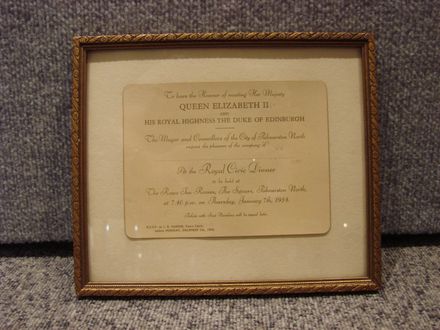 To have the Honour of meeting Her Majesty
QUEEN ELIZABETH II
AND
HIS ROYAL HIGHNESS THE DUKE OF EDINBURGH
The Mayor and Councillors of the City of Palmerston North
request the pleasure of the company of
At the Royal Civic Dinner
to be held at
The Rose Inn Rooms, The Square, Palmerston North,
at 7.40 p.m. on Thursday, January 7th, 1954.